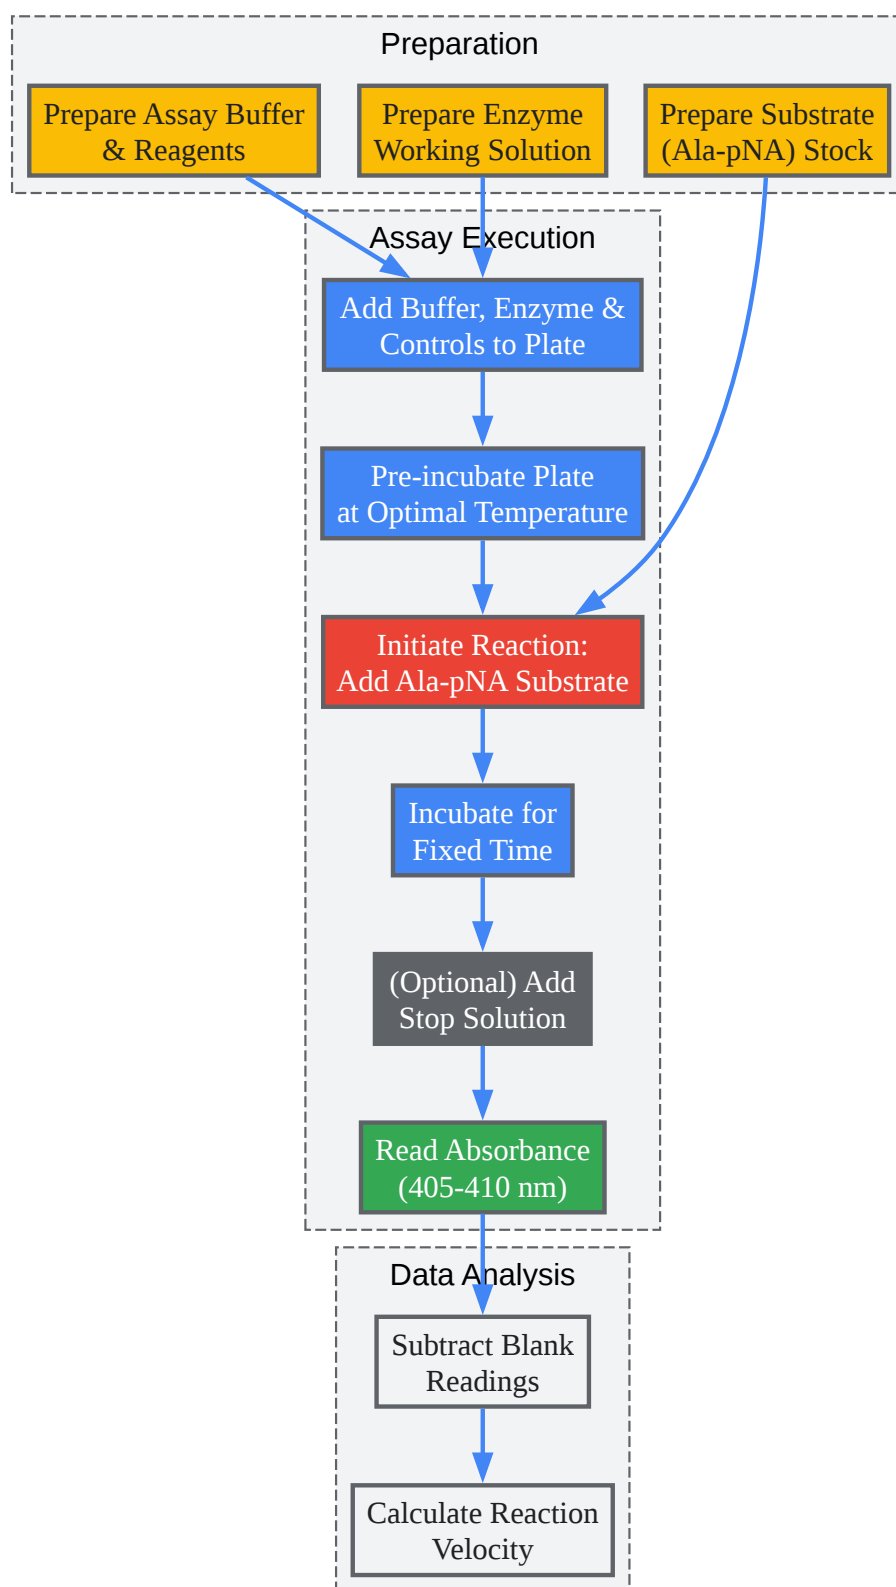 Preparation
Prepare Assay Buffer
& Reagents
Prepare Enzyme
Working Solution
Prepare Substrate
(Ala-pNA) Stock
Assay Execution
Add Buffer, Enzyme &
Controls to Plate
Pre-incubate Plate
at Optimal Temperature
Initiate Reaction:
Add Ala-pNA Substrate
Incubate for
Fixed Time
(Optional) Add
Stop Solution
Read Absorbance
(405-410 nm)
Data Analysis
Subtract Blank
Readings
Calculate Reaction
Velocity